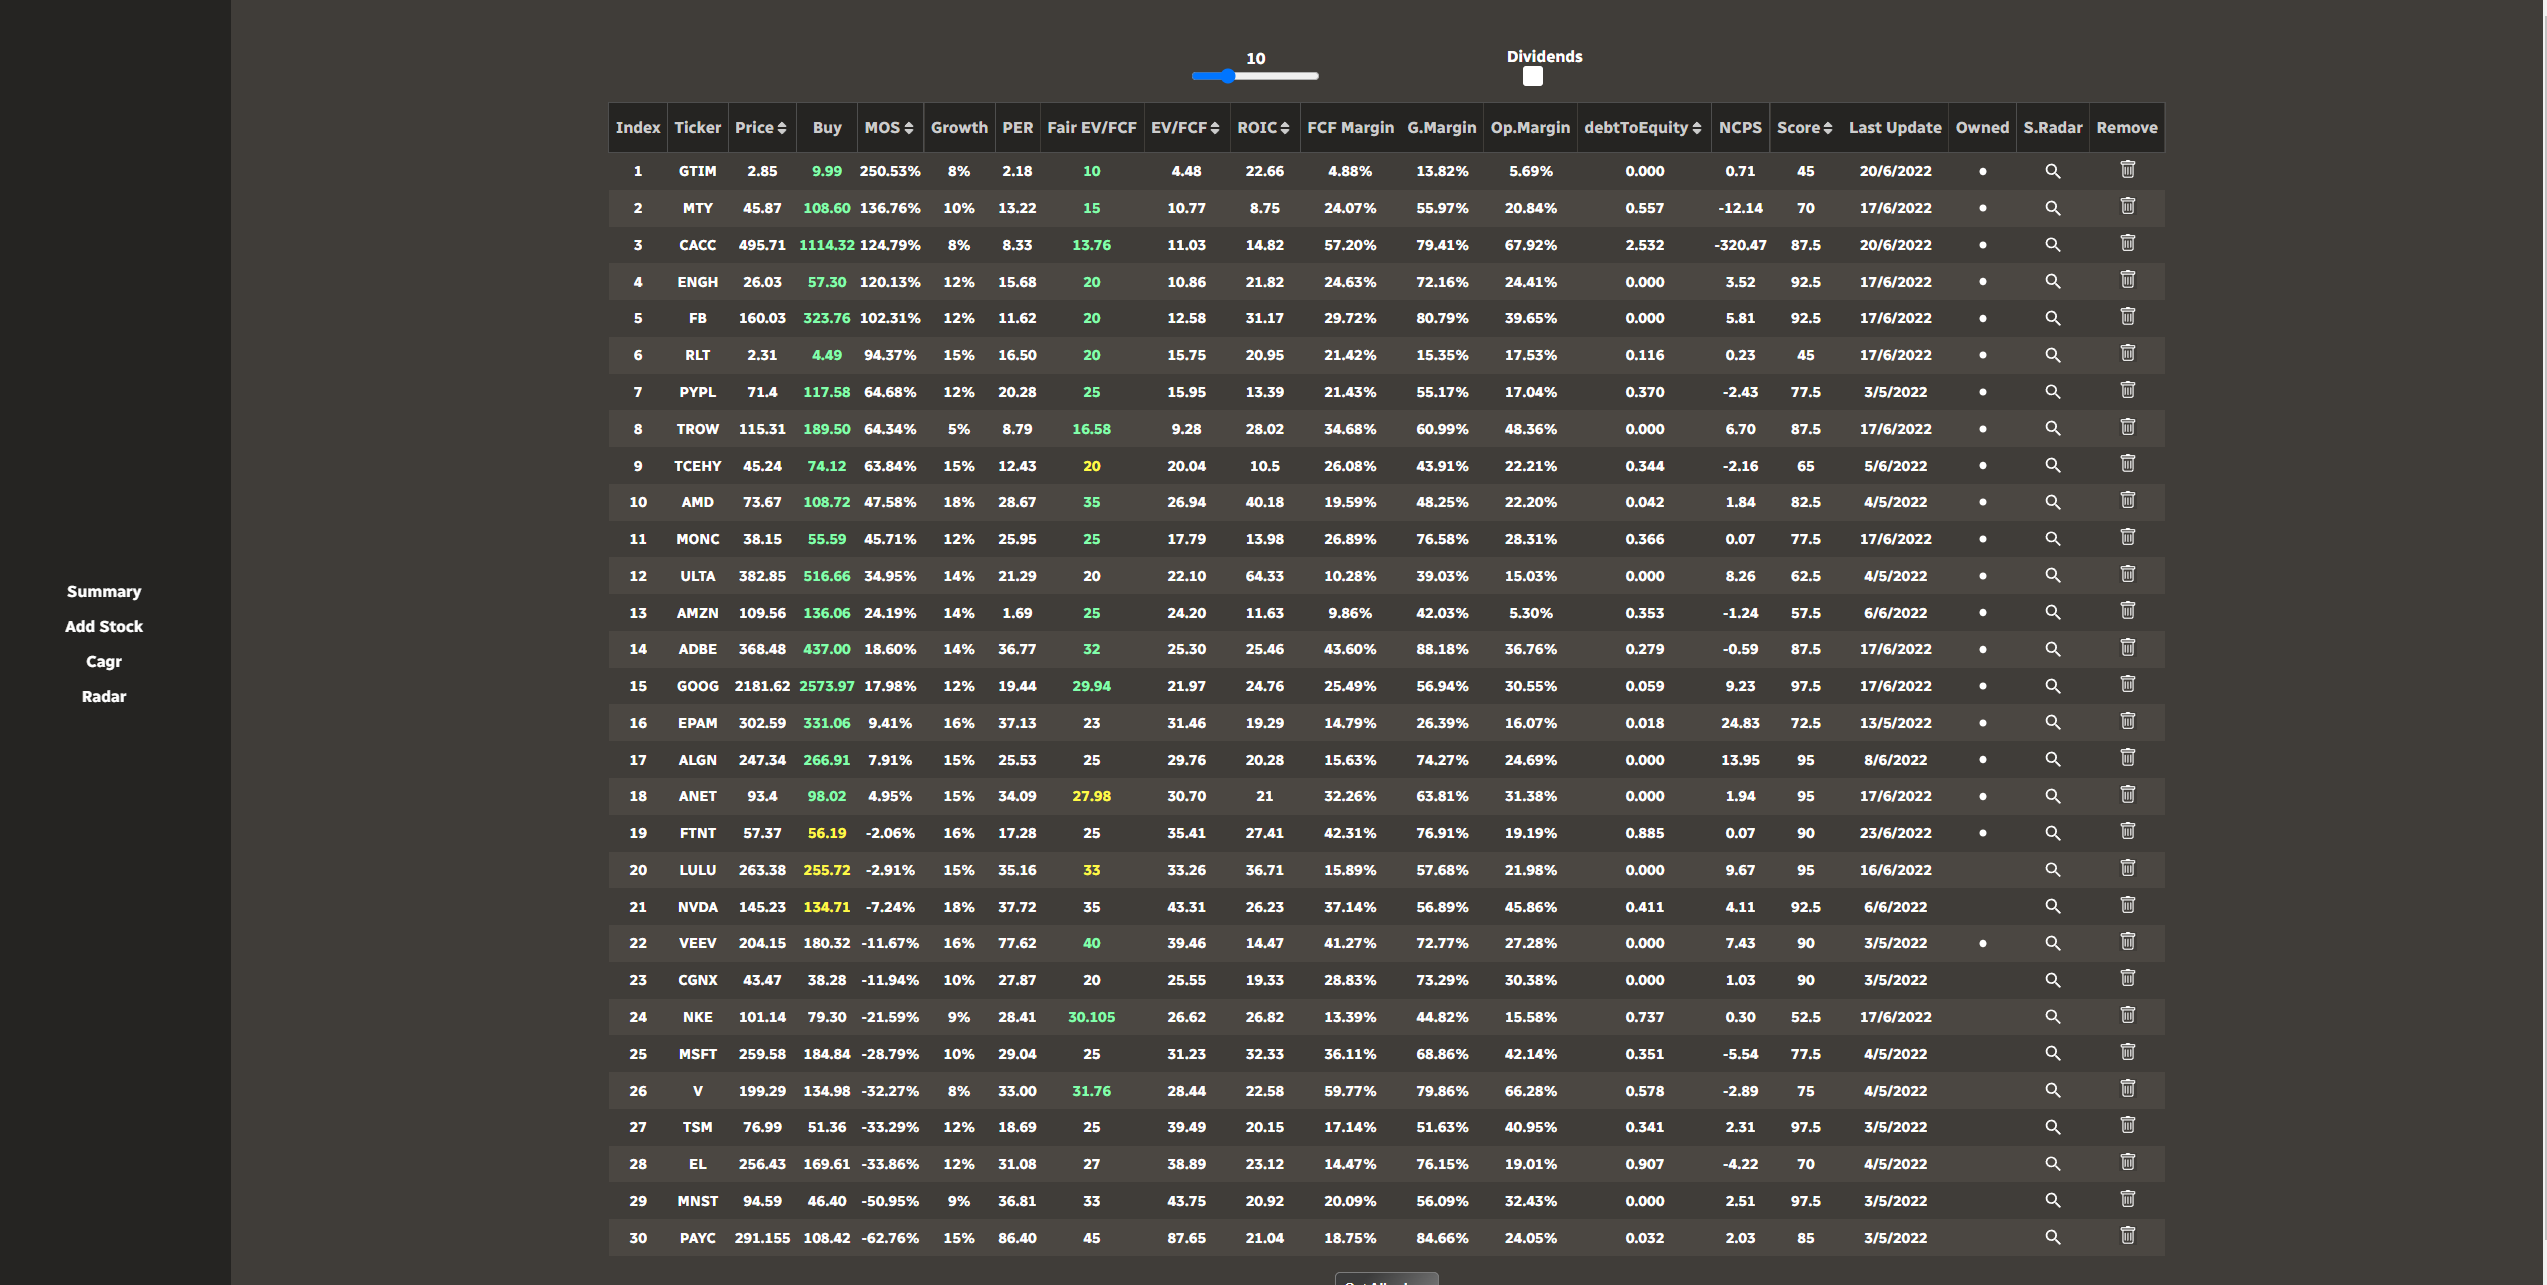 10
Dividends
Index Ticker Price Buy MOS Growth PER Fair EV/FCF EV/FCF ROIC FCF Margin G.Margin Op.Margin debtToEquity NCPS Score Last Update Owned S.Radar Remove
1 GTIM 2.85 9.99 250.53% 8% 2.18 10 4.48 22.66 4.88% 13.82% 5.69% 0.000 0.71 45 20/6/2022
2 MTY 45.87 108.60 136.76% 10% 13.22 15 10.77 8.75 24.07% 55.97% 20.84% 0.557 -12.14 70 17/6/2022
3 CACC 495.71 1114.32 124.79% 8% 8.33 13.76 11.03 14.82 57.20% 79.41% 67.92% 2.532 -320.47 87.5 20/6/2022
4 ENGH 26.03 57.30 120.13% 12% 15.68 20 10.86 21.82 24.63% 72.16% 24.41% 0.000 3.52 92.5 17/6/2022
5 FB 160.03 323.76 102.31% 12% 11.62 20 12.58 31.17 29.72% 80.79% 39.65% 0.000 5.81 92.5 17/6/2022
6 RLT 2.31 4.49 94.37% 15% 16.50 20 15.75 20.95 21.42% 15.35% 17.53% 0.116 0.23 45 17/6/2022
7 PYPL 71.4 117.58 64.68% 12% 20.28 25 15.95 13.39 21.43% 55.17% 17.04% 0.370 -2.43 77.5 3/5/2022
8 TROW 115.31 189.50 64.34% 5% 8.79 16.58 9.28 28.02 34.68% 60.99% 48.36% 0.000 6.70 87.5 17/6/2022
9 TCEHY 45.24 74.12 63.84% 15% 12.43 20 20.04 10.5 26.08% 43.91% 22.21% 0.344 -2.16 65 5/6/2022
10 AMD 73.67 108.72 47.58% 18% 28.67 35 26.94 40.18 19.59% 48.25% 22.20% 0.042 1.84 82.5 4/5/2022
11 MONC 38.15 55.59 45.71% 12% 25.95 25 17.79 13.98 26.89% 76.58% 28.31% 0.366 0.07 77.5 17/6/2022
12 ULTA 382.85 516.66 34.95% 14% 21.29 20 22.10 64.33 10.28% 39.03% 15.03% 0.000 8.26 62.5 4/5/2022
13 AMZN 109.56 136.06 24.19% 14% 1.69 25 24.20 11.63 9.86% 42.03% 5.30% 0.353 -1.24 57.5 6/6/2022
14 ADBE 368.48 437.00 18.60% 14% 36.77 32 25.30 25.46 43.60% 88.18% 36.76% 0.279 -0.59 87.5 17/6/2022
15 GOOG 2181.62 2573.97 17.98% 12% 19.44 29.94 21.97 24.76 25.49% 56.94% 30.55% 0.059 9.23 97.5 17/6/2022
16 EPAM 302.59 331.06 9.41% 16% 37.13 23 31.46 19.29 14.79% 26.39% 16.07% 0.018 24.83 72.5 13/5/2022
17 ALGN 247.34 266.91 7.91% 15% 25.53 25 29.76 20.28 15.63% 74.27% 24.69% 0.000 13.95 95 8/6/2022
18 ANET 93.4 98.02 4.95% 15% 34.09 27.98 30.70 21 32.26% 63.81% 31.38% 0.000 1.94 95 17/6/2022
19 FTNT 57.37 56.19 -2.06% 16% 17.28 25 35.41 27.41 42.31% 76.91% 19.19% 0.885 0.07 90 23/6/2022
20 LULU 263.38 255.72 -2.91% 15% 35.16 33 33.26 36.71 15.89% 57.68% 21.98% 0.000 9.67 95 16/6/2022
21 NVDA 145.23 134.71 -7.24% 18% 37.72 35 43.31 26.23 37.14% 56.89% 45.86% 0.411 4.11 92.5 6/6/2022
22 VEEV 204.15 180.32 -11.67% 16% 77.62 40 39.46 14.47 41.27% 72.77% 27.28% 0.000 7.43 90 3/5/2022
23 CGNX 43.47 38.28 -11.94% 10% 27.87 20 25.55 19.33 28.83% 73.29% 30.38% 0.000 1.03 90 3/5/2022
24 NKE 101.14 79.30 -21.59% 9% 28.41 30.105 26.62 26.82 13.39% 44.82% 15.58% 0.737 0.30 52.5 17/6/2022
25 MSFT 259.58 184.84 -28.79% 10% 29.04 25 31.23 32.33 36.11% 68.86% 42.14% 0.351 -5.54 77.5 4/5/2022
26 V 199.29 134.98 -32.27% 8% 33.00 31.76 28.44 22.58 59.77% 79.86% 66.28% 0.578 -2.89 75 4/5/2022
27 TSM 76.99 51.36 -33.29% 12% 18.69 25 39.49 20.15 17.14% 51.63% 40.95% 0.341 2.31 97.5 3/5/2022
28 EL 256.43 169.61 -33.86% 12% 31.08 27 38.89 23.12 14.47% 76.15% 19.01% 0.907 -4.22 70 4/5/2022
29 MNST 94.59 46.40 -50.95% 9% 36.81 33 43.75 20.92 20.09% 56.09% 32.43% 0.000 2.51 97.5 3/5/2022
30 PAYC 291.155 108.42 -62.76% 15% 86.40 45 87.65 21.04 18.75% 84.66% 24.05% 0.032 2.03 85 3/5/2022
Summary
Add Stock
Cagr
Radar